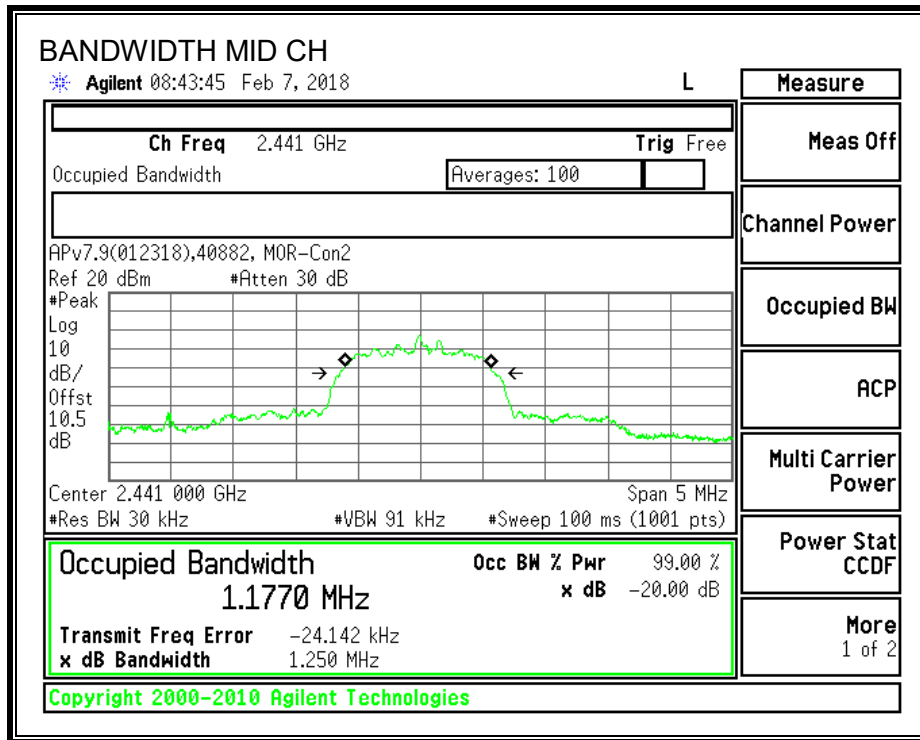 BANDWIDTH MID CH
Agilent 08:43:45 Feb 7, 2018 L
Ch Freq 2.441 GHz Trig Free
Occupied Bandwidth Averages: 100
APv7.9(012318),40882, MOR-Con2
Ref 20 dBm #Atten 30 dB
#Peak
Log
10
dB/
Offst
10.5
dB
Center 2.441 000 GHz Span 5 MHz
#Res BW 30 kHz #VBW 91 kHz #Sweep 100 ms (1001 pts)
Occupied Bandwidth Occ BW % Pwr 99.00 %
1.1770 MHz x dB -20.00 dB
Transmit Freq Error -24.142 kHz
x dB Bandwidth 1.250 MHz
Copyright 2000-2010 Agilent Technologies
Measure
Meas Off
Channel Power
Occupied BW
ACP
Multi Carrier
Power
Power Stat
CCDF
More
1 of 2